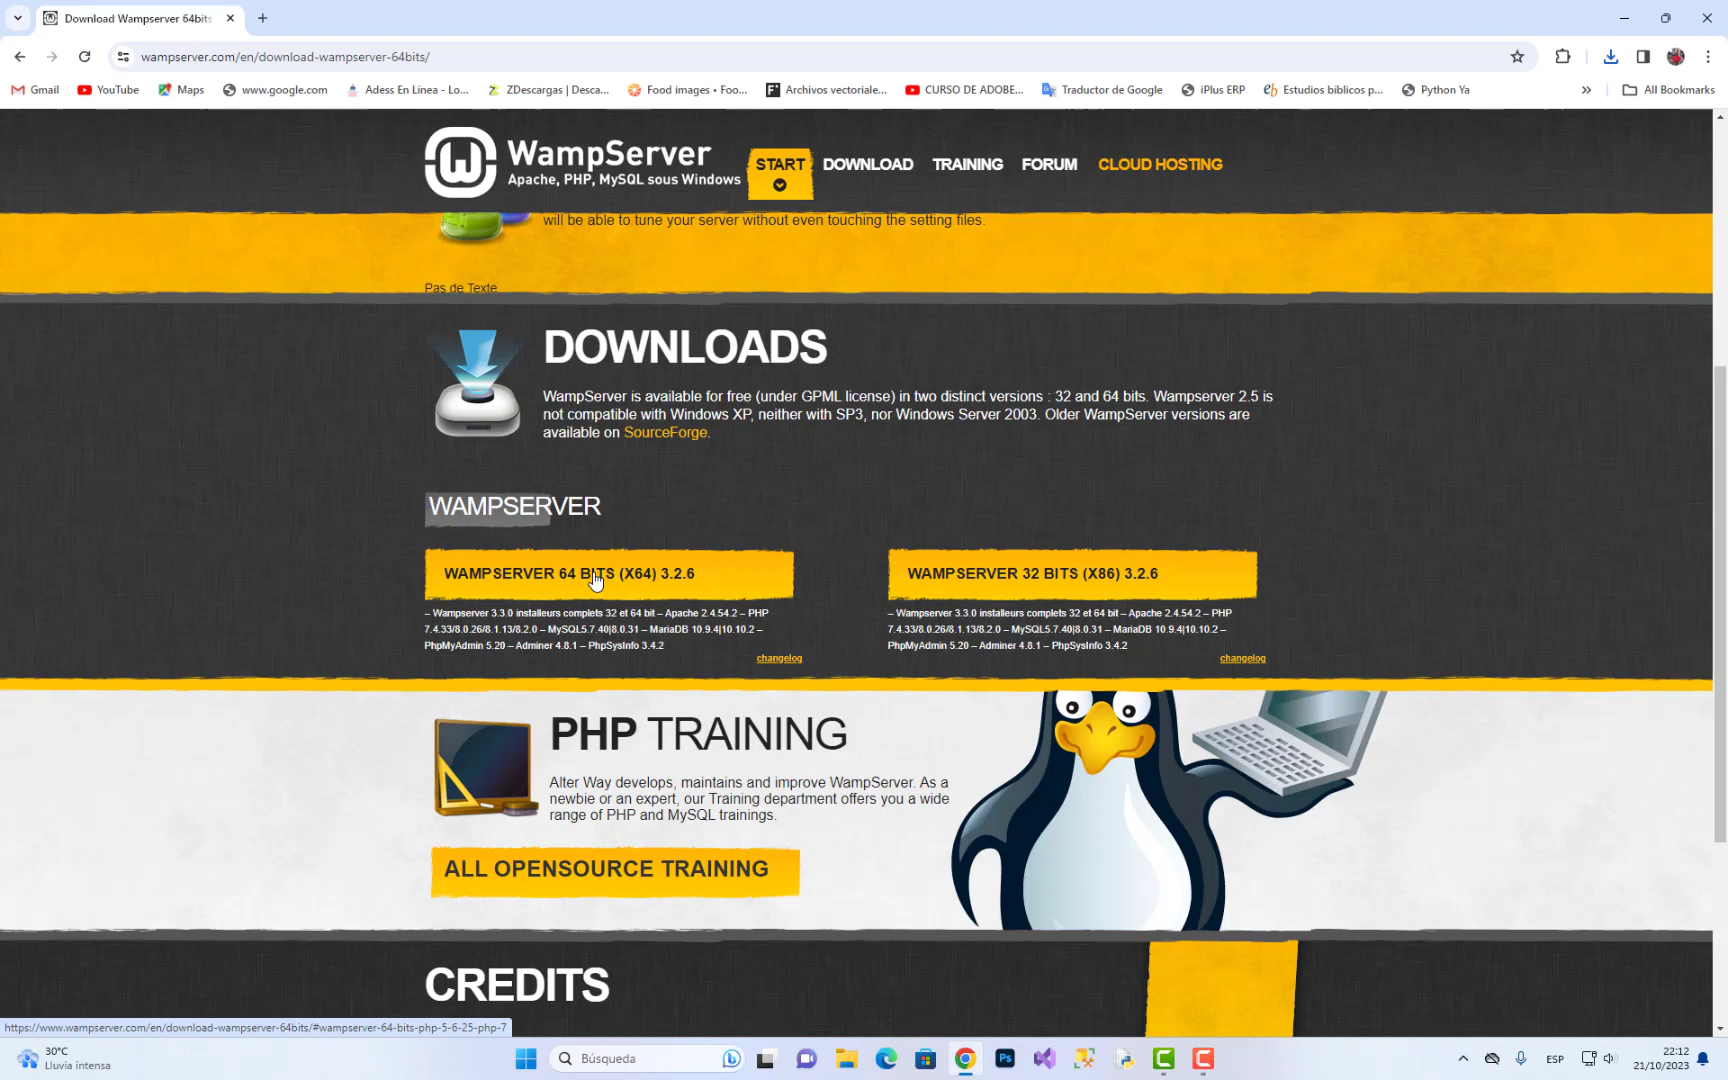 Download Wampserver 64bits
wampserver.com/en/download-wampserver-64bits/
Gmail
YouTube
Maps
www.google.com
Adess En Linea - Lo...
ZDescargas | Desca...
Food images • Foo...
Archivos vectoriale...
CURSO DE ADOBE...
Traductor de Google
iPlus ERP
Estudios bíblicos p...
Python Ya
All Bookmarks
WampServer
Apache, PHP, MySQL sous Windows
START
DOWNLOAD
TRAINING
FORUM
CLOUD HOSTING
will be able to tune your server without even touching the setting files.
Pas de Texte
DOWNLOADS
WampServer is available for free (under GPML license) in two distinct versions : 32 and 64 bits. Wampserver 2.5 is
not compatible with Windows XP, neither with SP3, nor Windows Server 2003. Older WampServer versions are
available on SourceForge.
WAMPSERVER
WAMPSERVER 64 BITS (X64) 3.2.6
– Wampserver 3.3.0 installeurs complets 32 et 64 bit – Apache 2.4.54.2 – PHP
7.4.33/8.0.26/8.1.13/8.2.0 – MySQL5.7.40|8.0.31 – MariaDB 10.9.4|10.10.2 –
PhpMyAdmin 5.20 – Adminer 4.8.1 – PhpSysInfo 3.4.2
changelog
WAMPSERVER 32 BITS (X86) 3.2.6
– Wampserver 3.3.0 installeurs complets 32 et 64 bit – Apache 2.4.54.2 – PHP
7.4.33/8.0.26/8.1.13/8.2.0 – MySQL5.7.40|8.0.31 – MariaDB 10.9.4|10.10.2 –
PhpMyAdmin 5.20 – Adminer 4.8.1 – PhpSysInfo 3.4.2
changelog
PHP TRAINING
Alter Way develops, maintains and improve WampServer. As a
newbie or an expert, our Training department offers you a wide
range of PHP and MySQL trainings.
ALL OPENSOURCE TRAINING
CREDITS
https://www.wampserver.com/en/download-wampserver-64bits/#wampserver-64-bits-php-5-6-25-php-7
30°C
Lluvia intensa
Búsqueda
Ps
ESP
22:12
21/10/2023